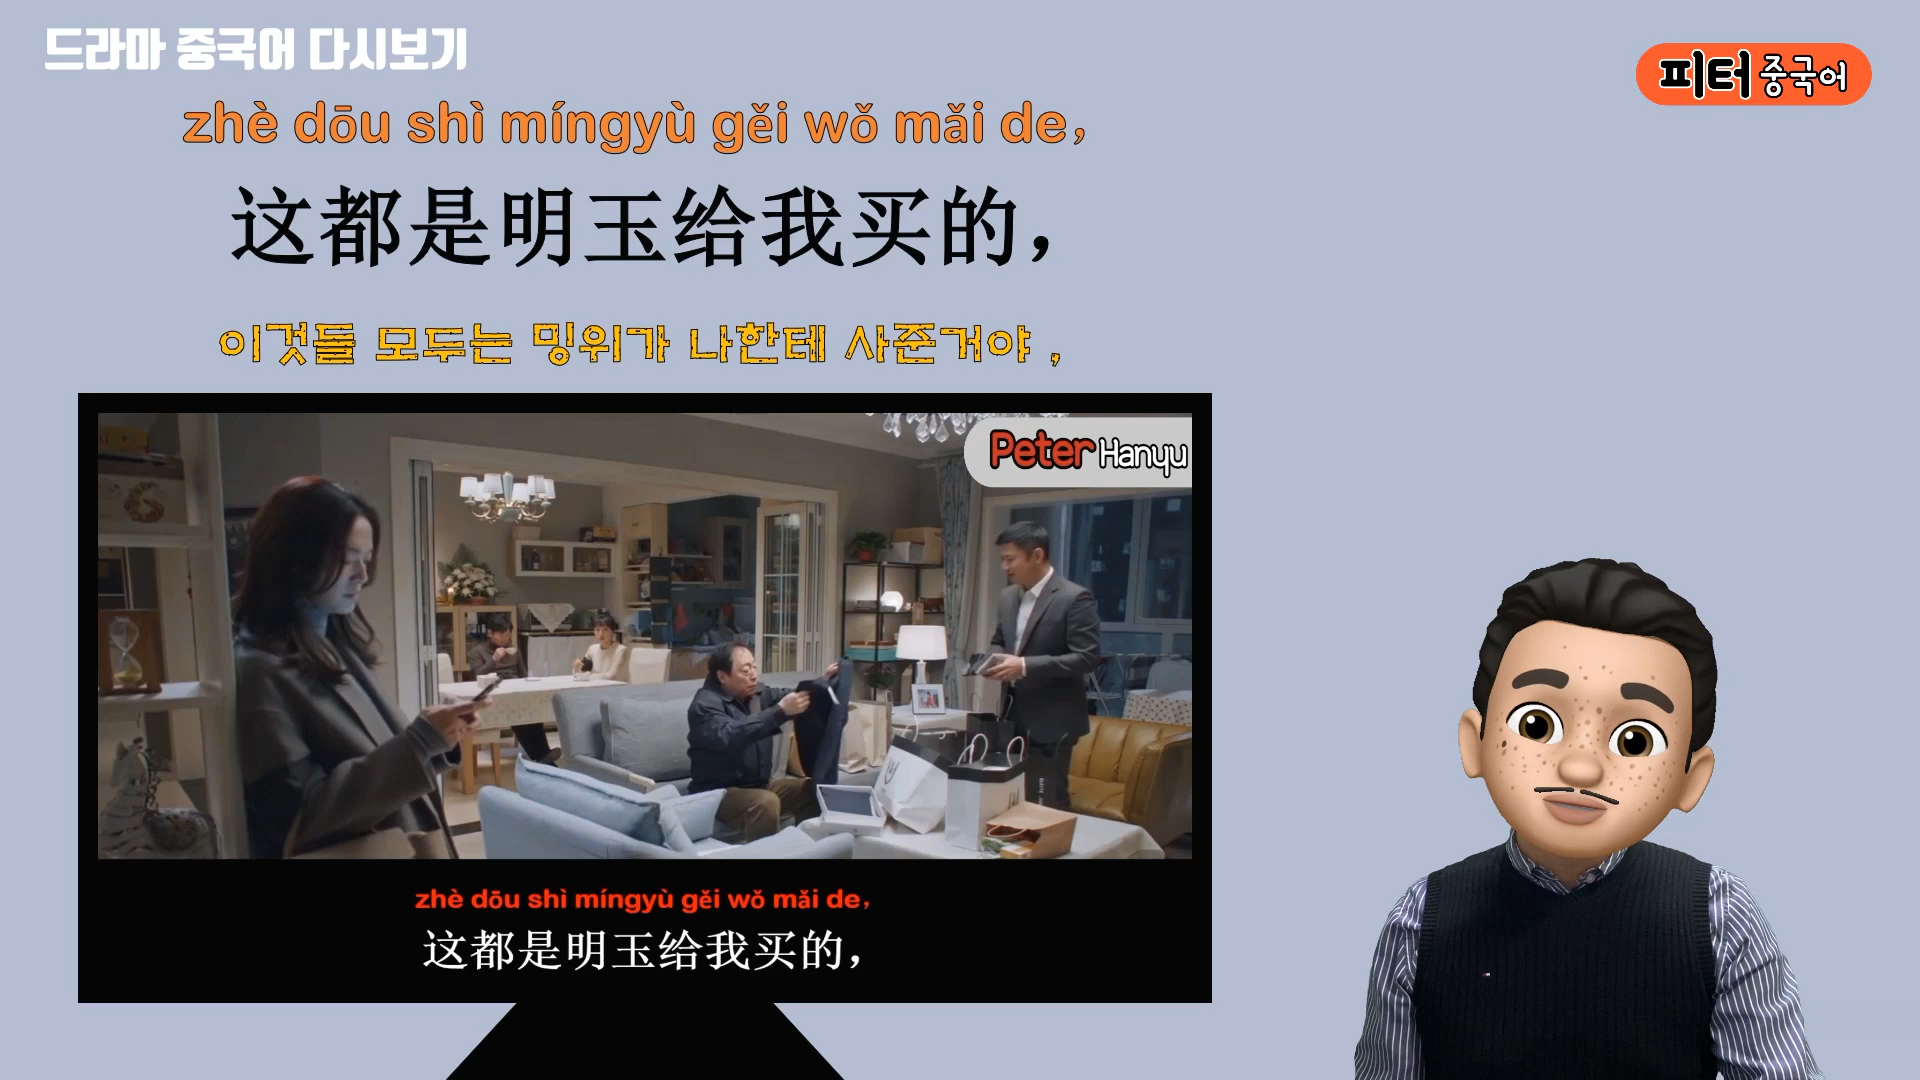 드라마 중국어 다시보기
피터 중국어
zhè dōu shì míngyù gěi wǒ mǎi de，
这都是明玉给我买的，
이것들 모두는 밍위가 나한테 사준거야 ,
Peter Hanyu
zhè dōu shì míngyù gěi wǒ mǎi de，
这都是明玉给我买的，